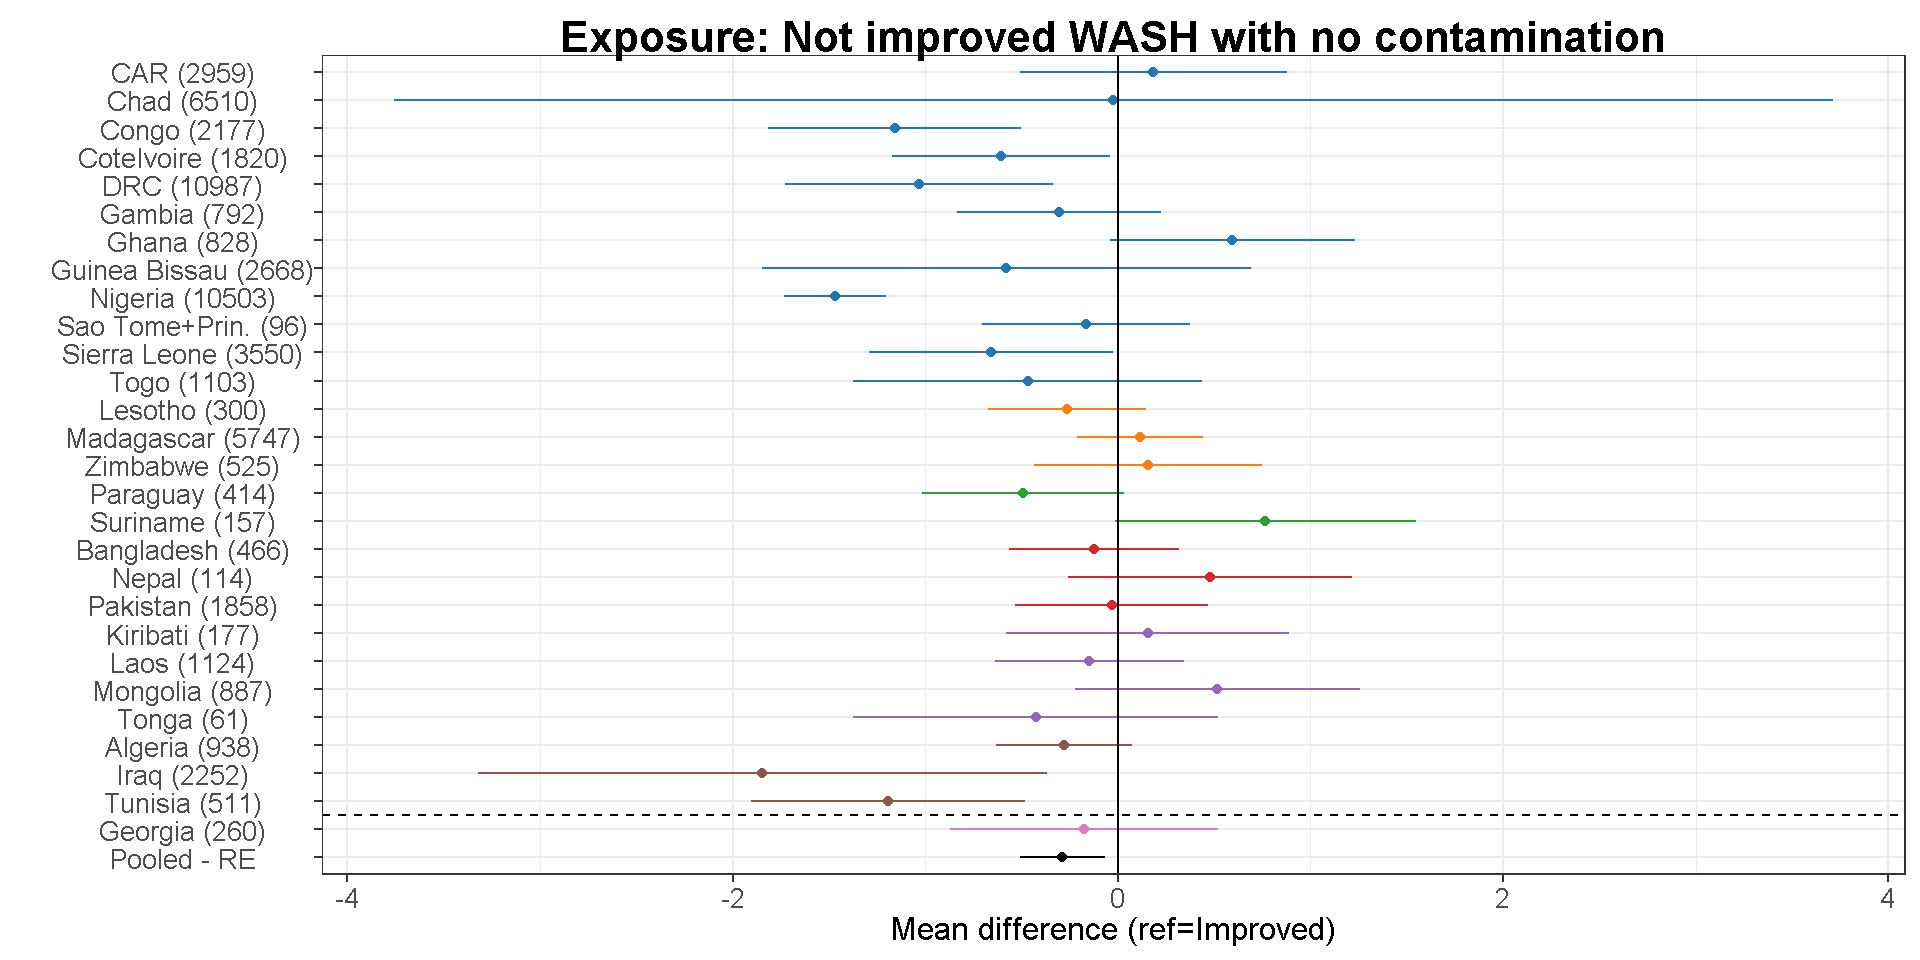 Exposure: Not improved WASH with no contamination
CAR (2959)
Chad (6510)
Congo (2177)
CoteIvoire (1820)
DRC (10987)
Gambia (792)
Ghana (828)
Guinea Bissau (2668)
Nigeria (10503)
Sao Tome+Prin. (96)
Sierra Leone (3550)
Togo (1103)
Lesotho (300)
Madagascar (5747)
Zimbabwe (525)
Paraguay (414)
Suriname (157)
Bangladesh (466)
Nepal (114)
Pakistan (1858)
Kiribati (177)
Laos (1124)
Mongolia (887)
Tonga (61)
Algeria (938)
Iraq (2252)
Tunisia (511)
Georgia (260)
Pooled - RE
-4 -2 0 2 4
Mean difference (ref=Improved)